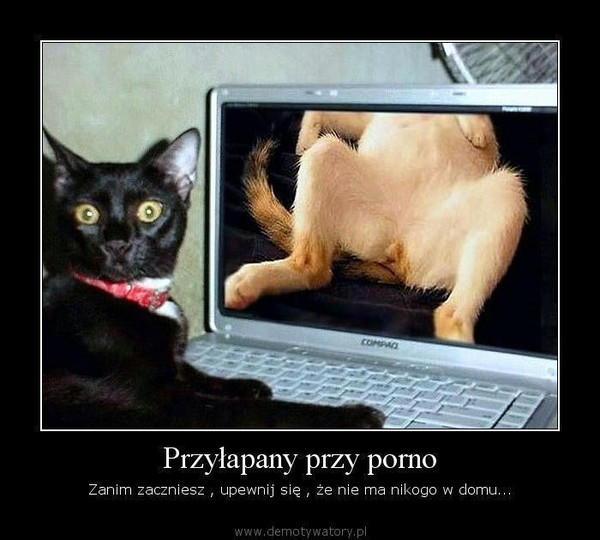 COMPAQ
Przyłapany przy porno
Zanim zaczniesz , upewnij się , że nie ma nikogo w domu...
www.demotywatory.pl